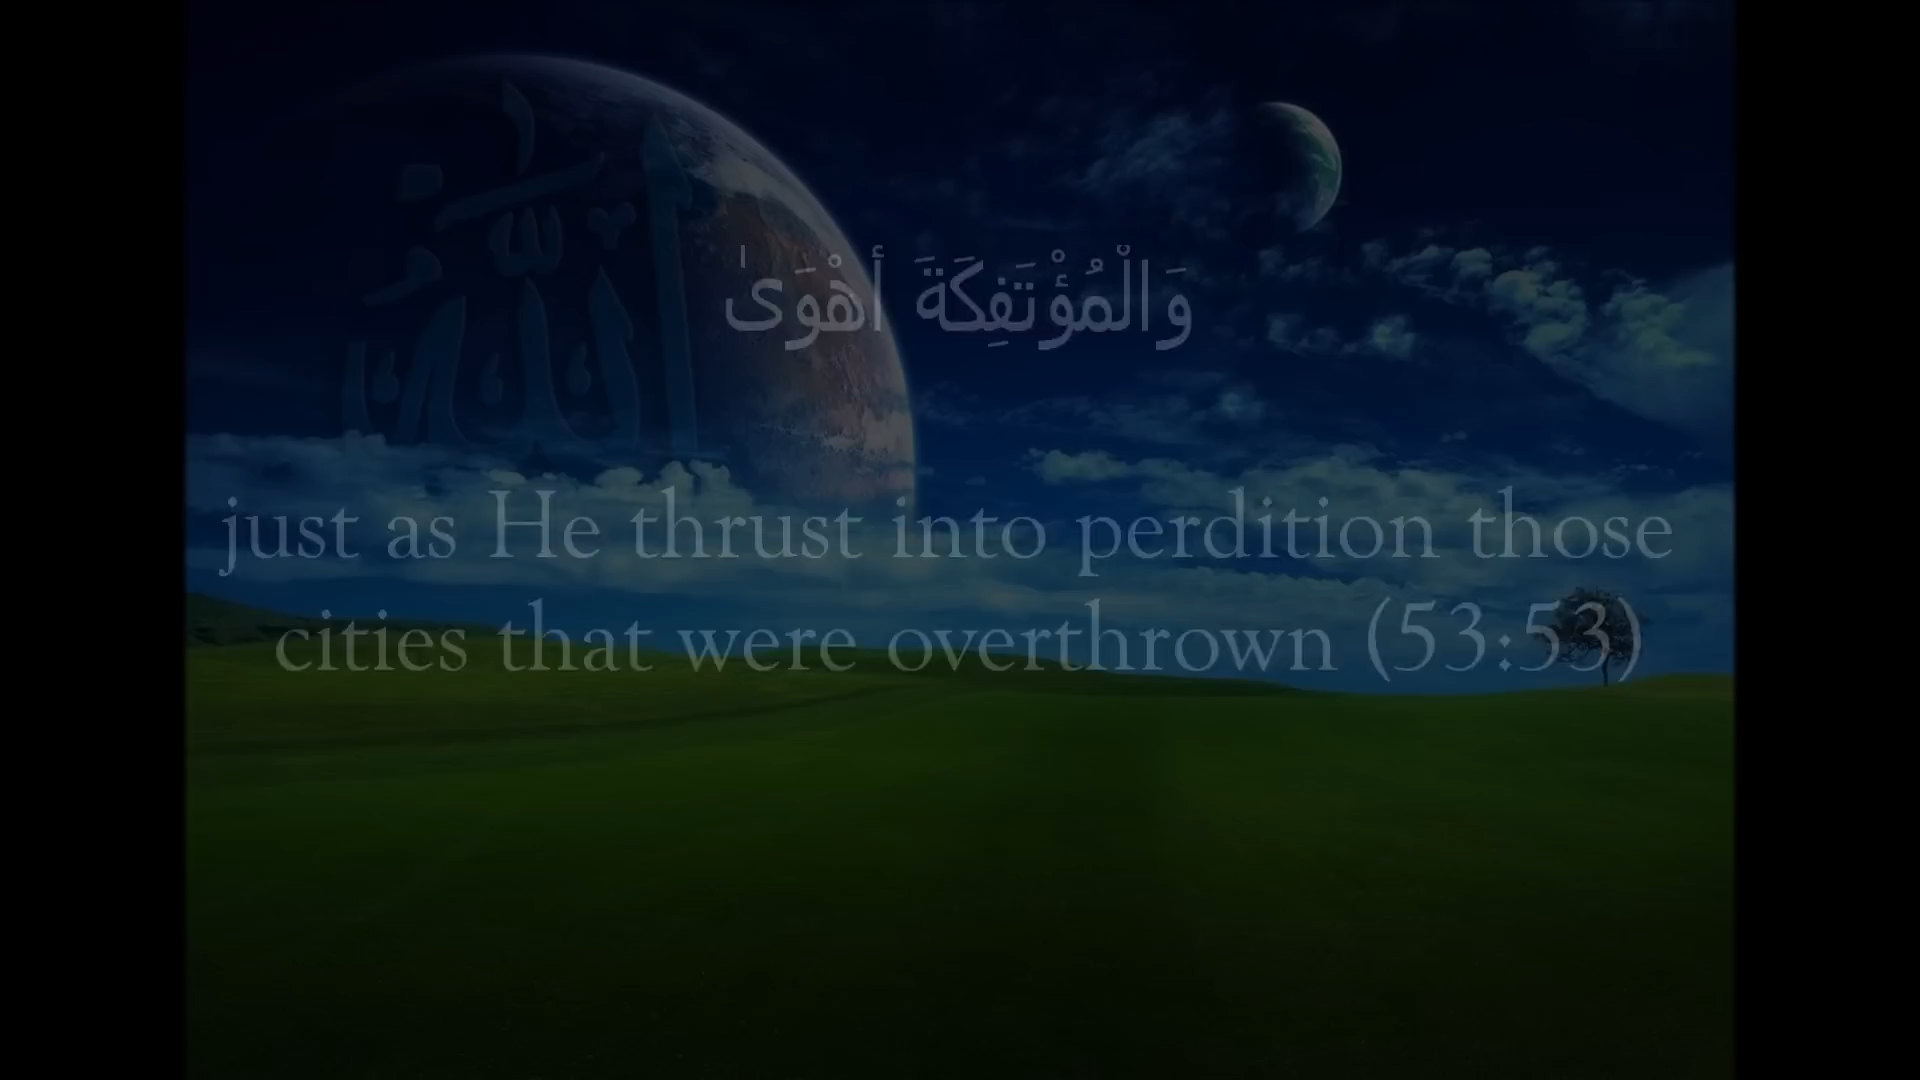 وَالْمُؤْتَفِكَةَ أَهْوَىٰ
just as He thrust into perdition those
cities that were overthrown (53:53)